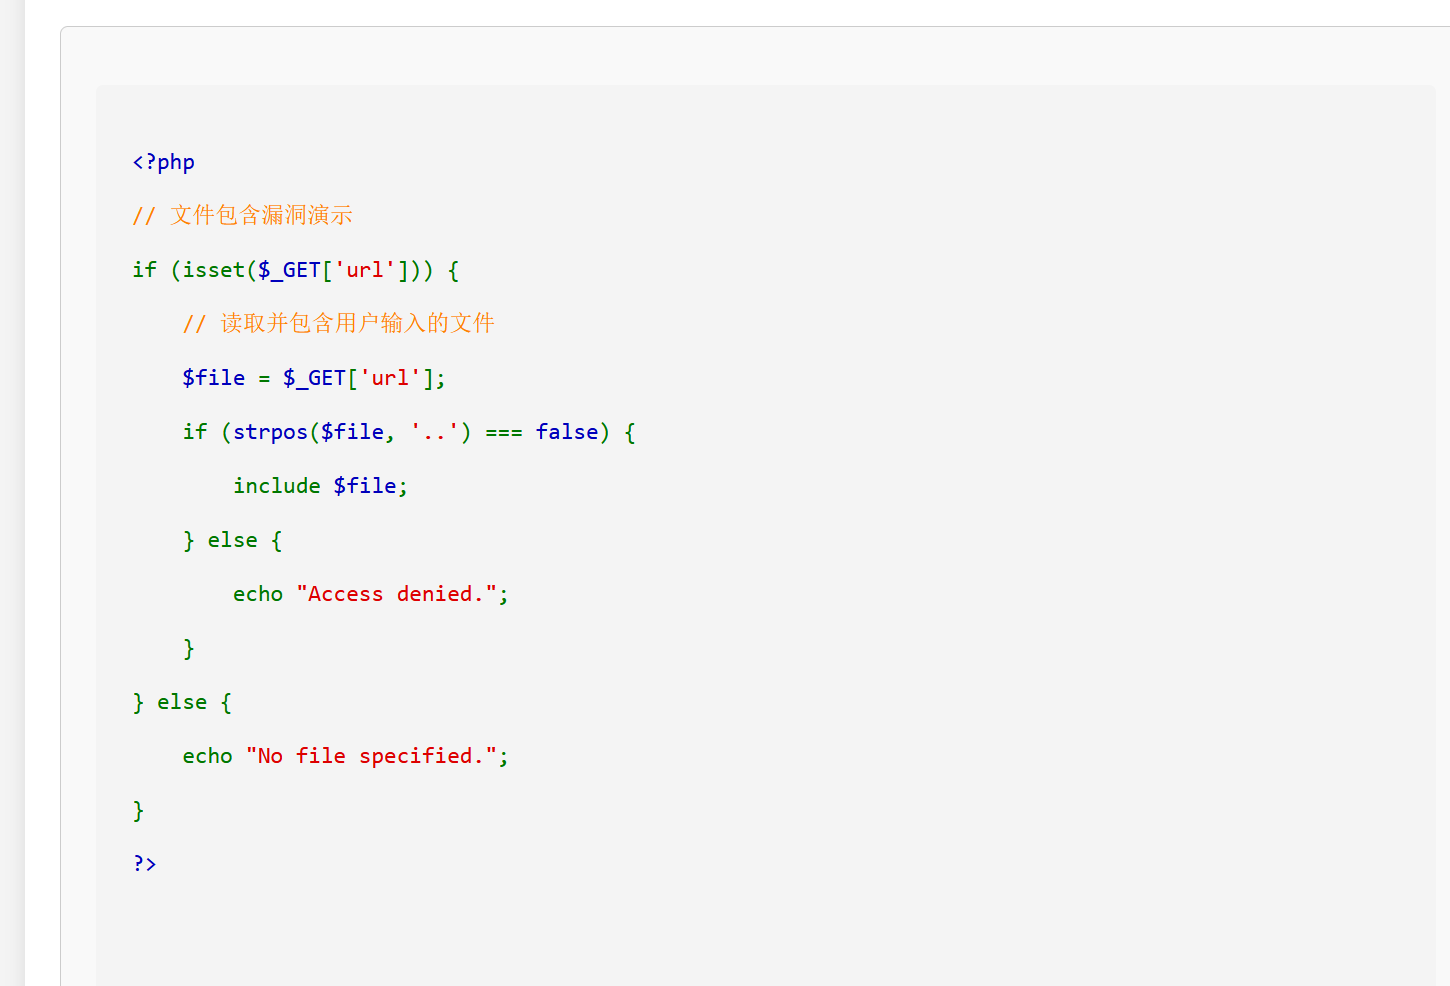 <?php
// 文件包含漏洞演示
if (isset($_GET['url'])) {
    // 读取并包含用户输入的文件
    $file = $_GET['url'];
    if (strpos($file, '..') === false) {
        include $file;
    } else {
        echo "Access denied.";
    }
} else {
    echo "No file specified.";
}
?>